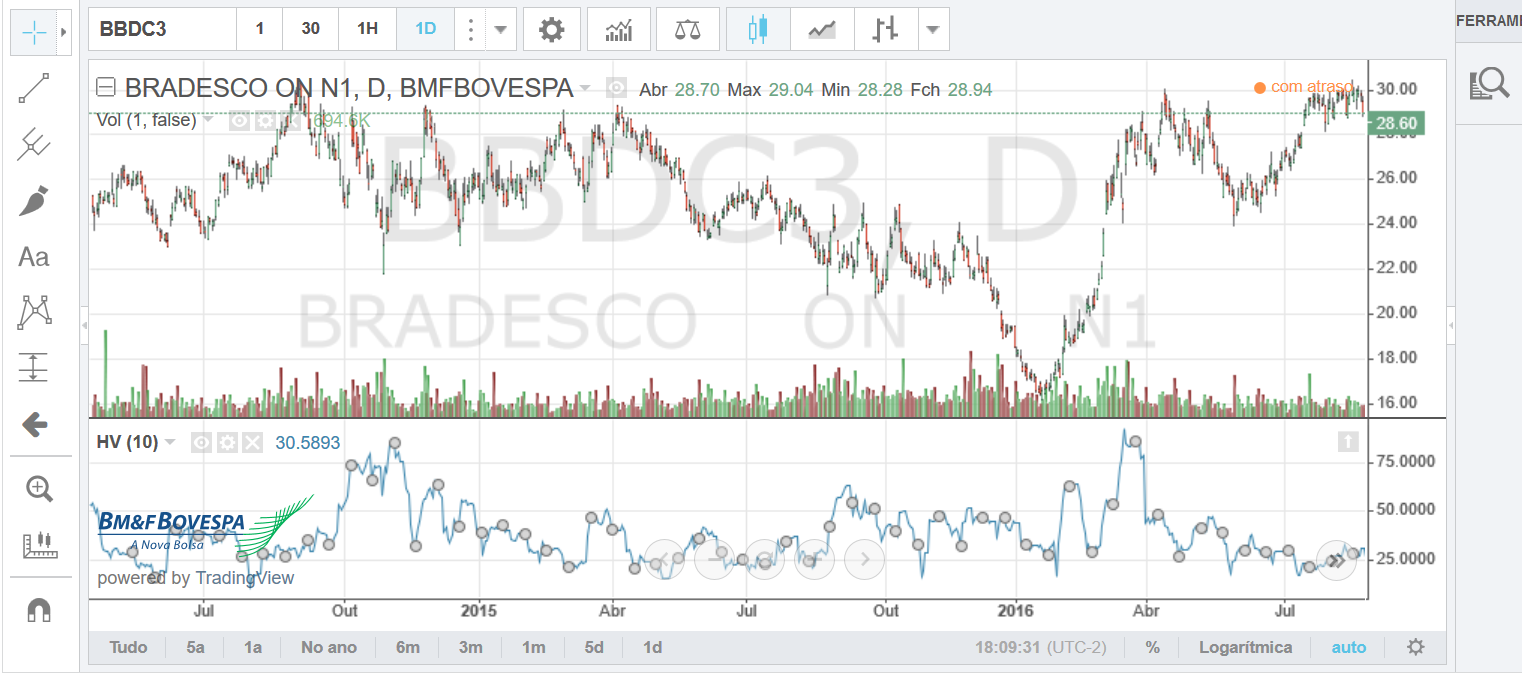 BBDC3 1 30 1H 1D
FERRAM
BRADESCO ON N1, D, BMFBOVESPA Abr 28.70 Max 29.04 Min 28.28 Fch 28.94
com atraso
Vol (1, false) 694.6K
BBDC3, D
BRADESCO ON N1
30.00
28.60
28.00
26.00
24.00
22.00
20.00
18.00
16.00
Aa
HV (10) 30.5893
75.0000
50.0000
25.0000
BM&FBOVESPA
A Nova Bolsa
powered by TradingView
Jul Out 2015 Abr Jul Out 2016 Abr Jul
Tudo 5a 1a No ano 6m 3m 1m 5d 1d 18:09:31 (UTC-2) % Logarítmica auto